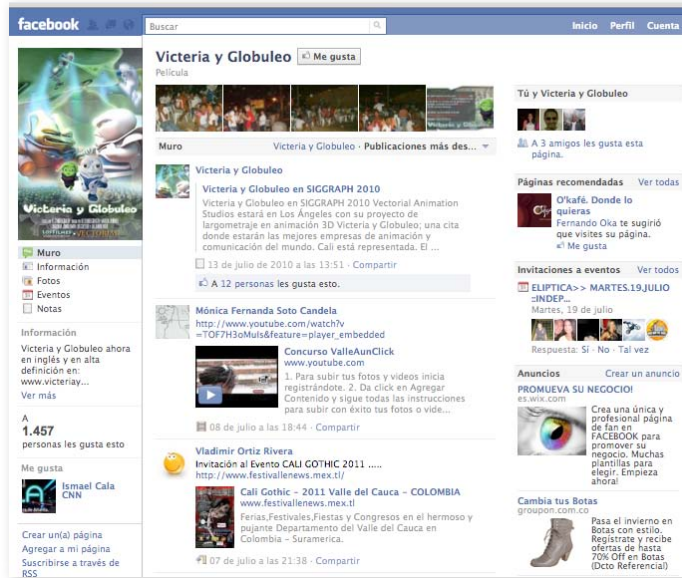 facebook
Buscar
Inicio Perfil Cuenta
Victeria y Globuleo
Me gusta
Película
Victeria y Globuleo
VECTORIAL
Muro
Información
Fotos
Eventos
Notas
Información
Victeria y Globuleo ahora
en inglés y en alta
definición en:
www.victeriay...
Ver más
A
1.457
personas les gusta esto
Me gusta
Ismael Cala
CNN
Crear un(a) página
Agregar a mi página
Suscribirse a través de
RSS
Muro
Victeria y Globuleo · Publicaciones más des...
Victeria y Globuleo
Victeria y Globuleo en SIGGRAPH 2010
Victeria y Globuleo en SIGGRAPH 2010 Vectorial Animation
Studios estará en Los Ángeles con su proyecto de
largometraje en animación 3D Victeria y Globuleo; una cita
donde estarán las mejores empresas de animación y
comunicación del mundo. Cali está representada. El ...
13 de julio de 2010 a las 13:51 · Compartir
A 12 personas les gusta esto.
Mónica Fernanda Soto Candela
http://www.youtube.com/watch?v
=TOF7H3oMuIs&feature=player_embedded
Concurso ValleAunClick
www.youtube.com
1. Para subir tus fotos y videos inicia
registrándote. 2. Da click en Agregar
Contenido y sigue todas las instrucciones
para subir con éxito tus fotos o vide...
08 de julio a las 18:44 · Compartir
Vladimir Ortiz Rivera
Invitación al Evento CALI GOTHIC 2011 .....
http://www.festivallenex.mx.tl/
Cali Gothic - 2011 Valle del Cauca - COLOMBIA
www.festivallenex.mx.tl
Ferias,Festivales,Fiestas y Congresos en el hermoso y
pujante Departamento del Valle del Cauca en
Colombia - Suramerica.
07 de julio a las 21:38 · Compartir
Tú y Victeria y Globuleo
A 3 amigos les gusta esta
página.
Páginas recomendadas Ver todas
O'kafé. Donde lo
quieras
Fernando Oka te sugirió
que visites su página.
Me gusta
Invitaciones a eventos Ver todos
ELIPTICA>> MARTES.19.JULIO
::INDEP...
Martes, 19 de julio
Respuesta: Sí · No · Tal vez
Anuncios Crear un anuncio
PROMUEVA SU NEGOCIO!
es.wix.com
Crea una única y
profesional página
de fan en
FACEBOOK para
promover su
negocio. Muchas
plantillas para
elegir. Empieza
ahora!
Cambia tus Botas
groupon.com.co
Pasa el invierno en
Botas con estilo.
Regístrate y recibe
ofertas de hasta
70% Off en Botas
(Dcto Referencial)